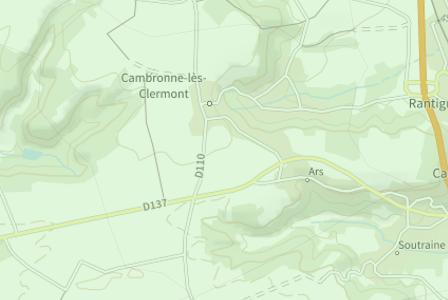 Cambronne-lès-
Clermont
Rantig
D110
Ars
Ca
D137
Soutraine